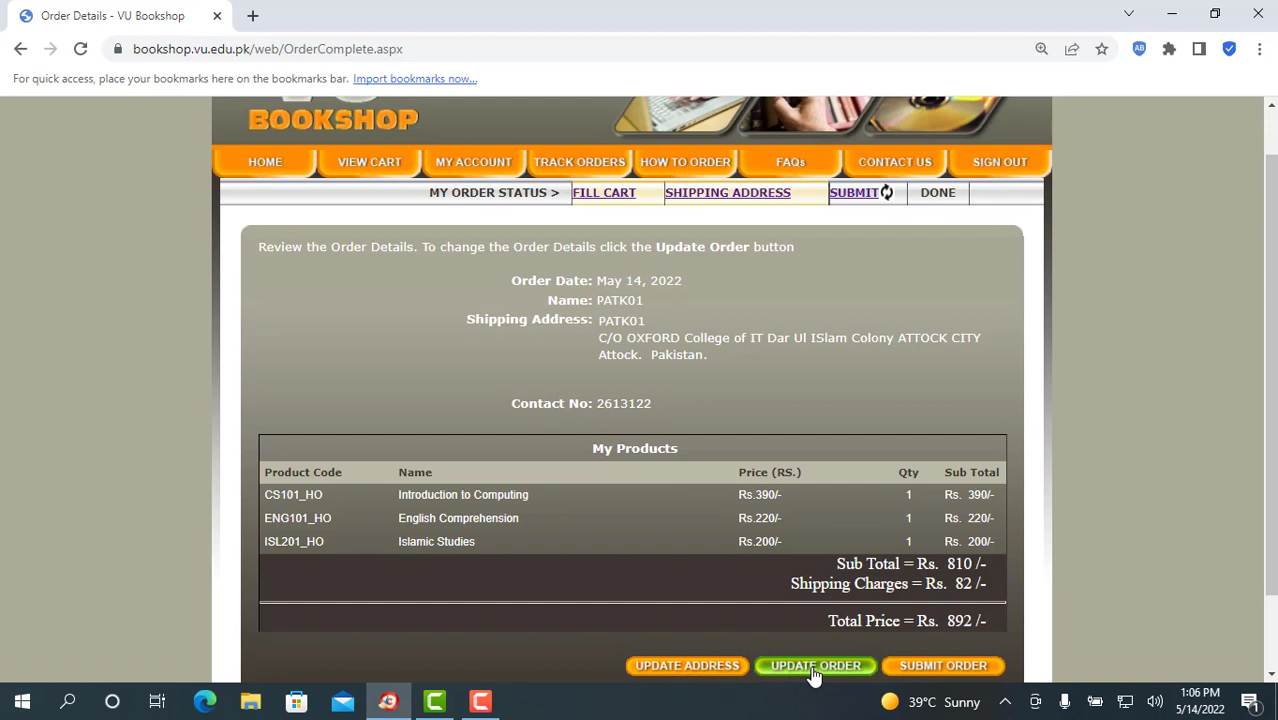 Order Details - VU Bookshop
bookshop.vu.edu.pk/web/OrderComplete.aspx
AB
For quick access, place your bookmarks here on the bookmarks bar. Import bookmarks now...
BOOKSHOP
HOME VIEW CART MY ACCOUNT TRACK ORDERS HOW TO ORDER FAQs CONTACT US SIGN OUT
MY ORDER STATUS > FILL CART SHIPPING ADDRESS SUBMIT DONE
Review the Order Details. To change the Order Details click the Update Order button
Order Date: May 14, 2022
Name: PATK01
Shipping Address: PATK01
C/O OXFORD College of IT Dar Ul ISlam Colony ATTOCK CITY
Attock. Pakistan.
Contact No: 2613122
My Products
Product Code Name Price (RS.) Qty Sub Total
CS101_HO Introduction to Computing Rs.390/- 1 Rs. 390/-
ENG101_HO English Comprehension Rs.220/- 1 Rs. 220/-
ISL201_HO Islamic Studies Rs.200/- 1 Rs. 200/-
Sub Total = Rs. 810 /-
Shipping Charges = Rs. 82 /-
Total Price = Rs. 892 /-
UPDATE ADDRESS UPDATE ORDER SUBMIT ORDER
39°C Sunny
1:06 PM
5/14/2022
1